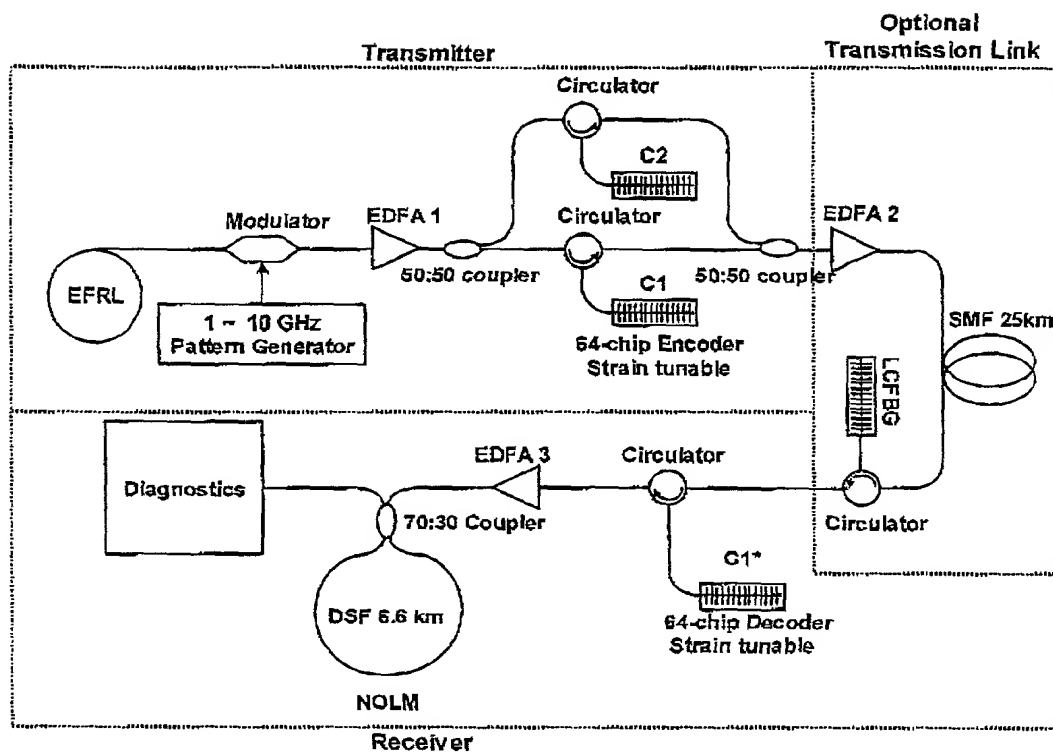 Optional
Transmission Link
Transmitter
Circulator
C2
Modulator
EDFA 1
Circulator
EDFA 2
50:50 coupler
50:50 coupler
EFRL
C1
1 ~ 10 GHz
Pattern Generator
64-chip Encoder
Strain tunable
SMF 25km
LCFBG
EDFA 3
Circulator
Diagnostics
70:30 Coupler
Circulator
C1*
DSF 6.6 km
64-chip Decoder
Strain tunable
NOLM
Receiver